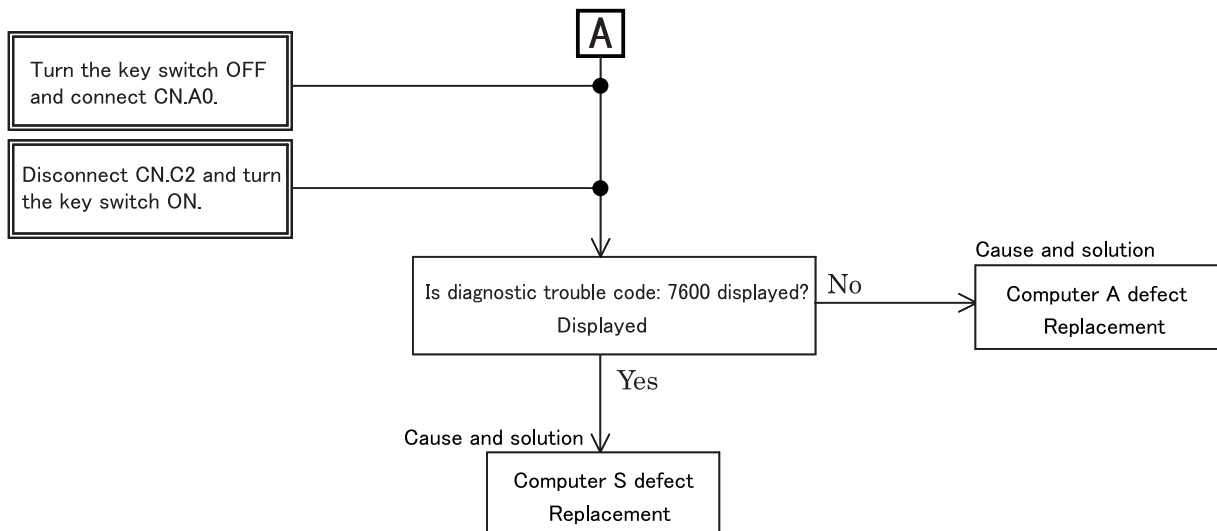 A
Turn the key switch OFF
and connect CN.A0.
Disconnect CN.C2 and turn
the key switch ON.
Is diagnostic trouble code: 7600 displayed?
Displayed
No
Cause and solution
Computer A defect
Replacement
Yes
Cause and solution
Computer S defect
Replacement